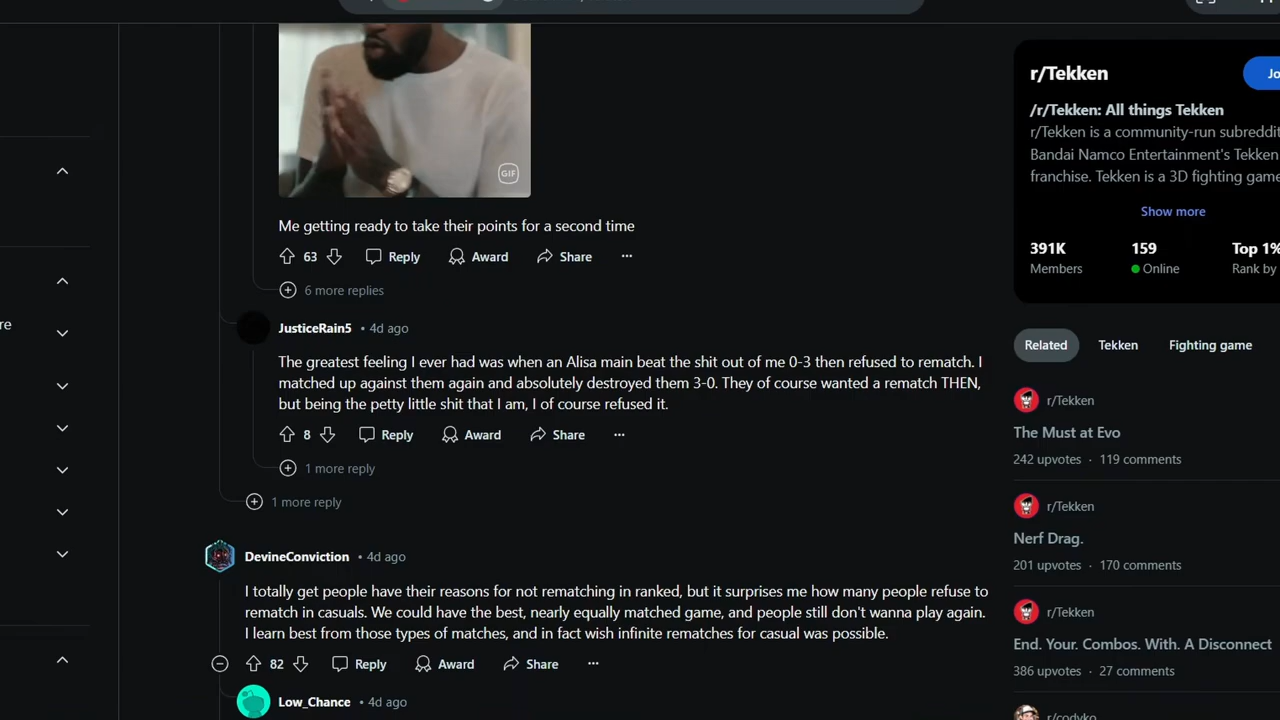 GIF
Me getting ready to take their points for a second time
63 Reply Award Share
6 more replies
JusticeRain5 • 4d ago
The greatest feeling I ever had was when an Alisa main beat the shit out of me 0-3 then refused to rematch. I
matched up against them again and absolutely destroyed them 3-0. They of course wanted a rematch THEN,
but being the petty little shit that I am, I of course refused it.
8 Reply Award Share
1 more reply
1 more reply
DevineConviction • 4d ago
I totally get people have their reasons for not rematching in ranked, but it surprises me how many people refuse to
rematch in casuals. We could have the best, nearly equally matched game, and people still don't wanna play again.
I learn best from those types of matches, and in fact wish infinite rematches for casual was possible.
82 Reply Award Share
Low_Chance • 4d ago
re
r/Tekken
Jo
/r/Tekken: All things Tekken
r/Tekken is a community-run subreddit
Bandai Namco Entertainment's Tekken
franchise. Tekken is a 3D fighting game
Show more
391K 159 Top 1%
Members Online Rank by
Related Tekken Fighting game
r/Tekken
The Must at Evo
242 upvotes · 119 comments
r/Tekken
Nerf Drag.
201 upvotes · 170 comments
r/Tekken
End. Your. Combos. With. A Disconnect
386 upvotes · 27 comments
r/codyko